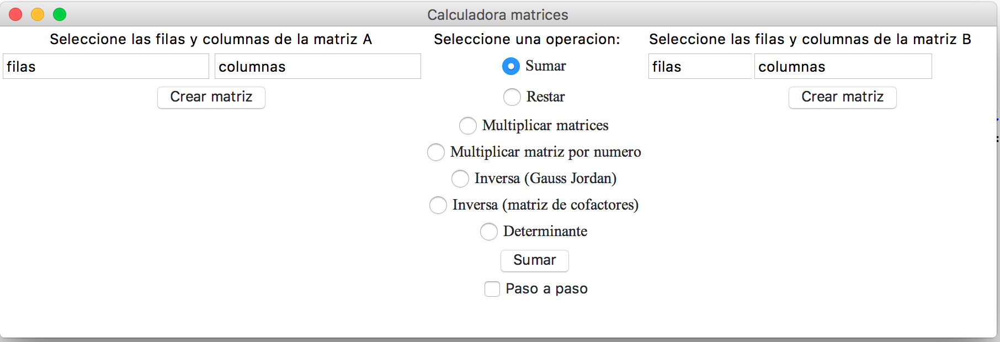 Calculadora matrices
Seleccione las filas y columnas de la matriz A
filas
columnas
Crear matriz
Seleccione una operacion:
Sumar
Restar
Multiplicar matrices
Multiplicar matriz por numero
Inversa (Gauss Jordan)
Inversa (matriz de cofactores)
Determinante
Sumar
Paso a paso
Seleccione las filas y columnas de la matriz B
filas
columnas
Crear matriz